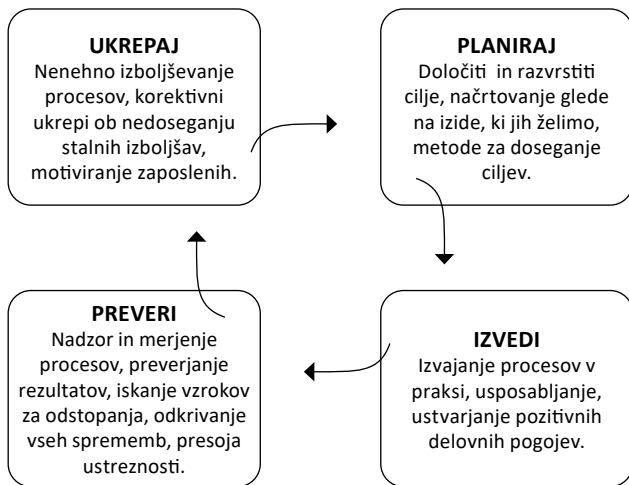 UKREPAJ
Nenehno izboljševanje
procesov, korektivni
ukrepi ob nedoseganju
stalnih izboljšav,
motiviranje zaposlenih.
PLANIRAJ
Določiti in razvrstiti
cilje, načrtovanje glede
na izide, ki jih želimo,
metode za doseganje
ciljev.
PREVERI
Nadzor in merjenje
procesov, preverjanje
rezultatov, iskanje vzrokov
za odstopanja, odkrivanje
vseh sprememb, presoja
ustreznosti.
IZVEDI
Izvajanje procesov v
praksi, usposabljanje,
ustvarjanje pozitivnih
delovnih pogojev.